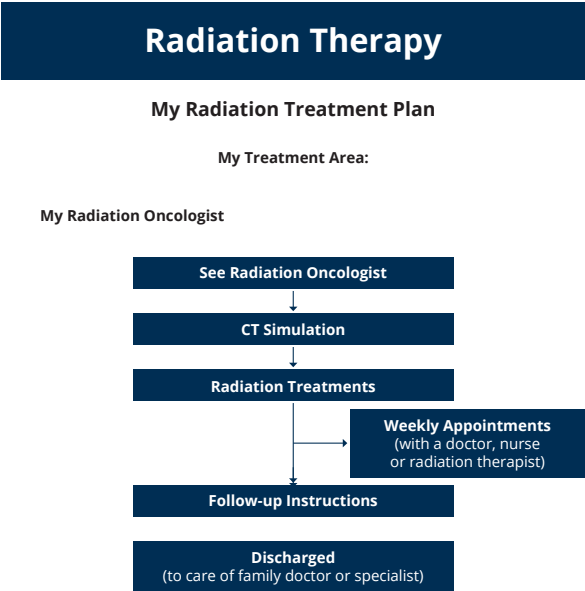 Radiation Therapy
My Radiation Treatment Plan
My Treatment Area:
My Radiation Oncologist
See Radiation Oncologist
CT Simulation
Radiation Treatments
Weekly Appointments
(with a doctor, nurse
or radiation therapist)
Follow-up Instructions
Discharged
(to care of family doctor or specialist)